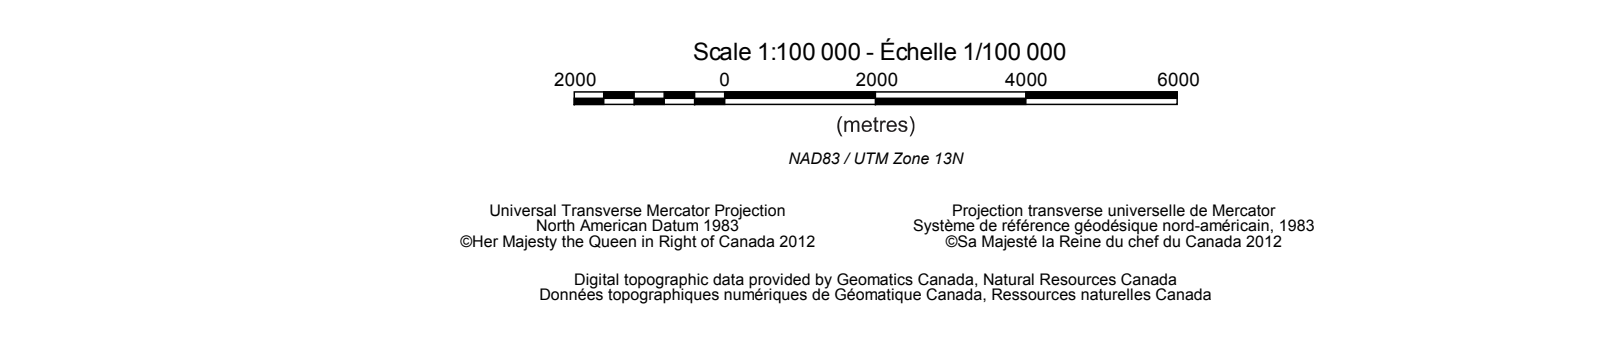 Scale 1:100 000 - Échelle 1/100 000
2000 0 2000 4000 6000
(metres)
NAD83 / UTM Zone 13N
Universal Transverse Mercator Projection
North American Datum 1983
©Her Majesty the Queen in Right of Canada 2012
Projection transverse universelle de Mercator
Système de référence géodésique nord-américain, 1983
©Sa Majesté la Reine du chef du Canada 2012
Digital topographic data provided by Geomatics Canada, Natural Resources Canada
Données topographiques numériques de Géomatique Canada, Ressources naturelles Canada